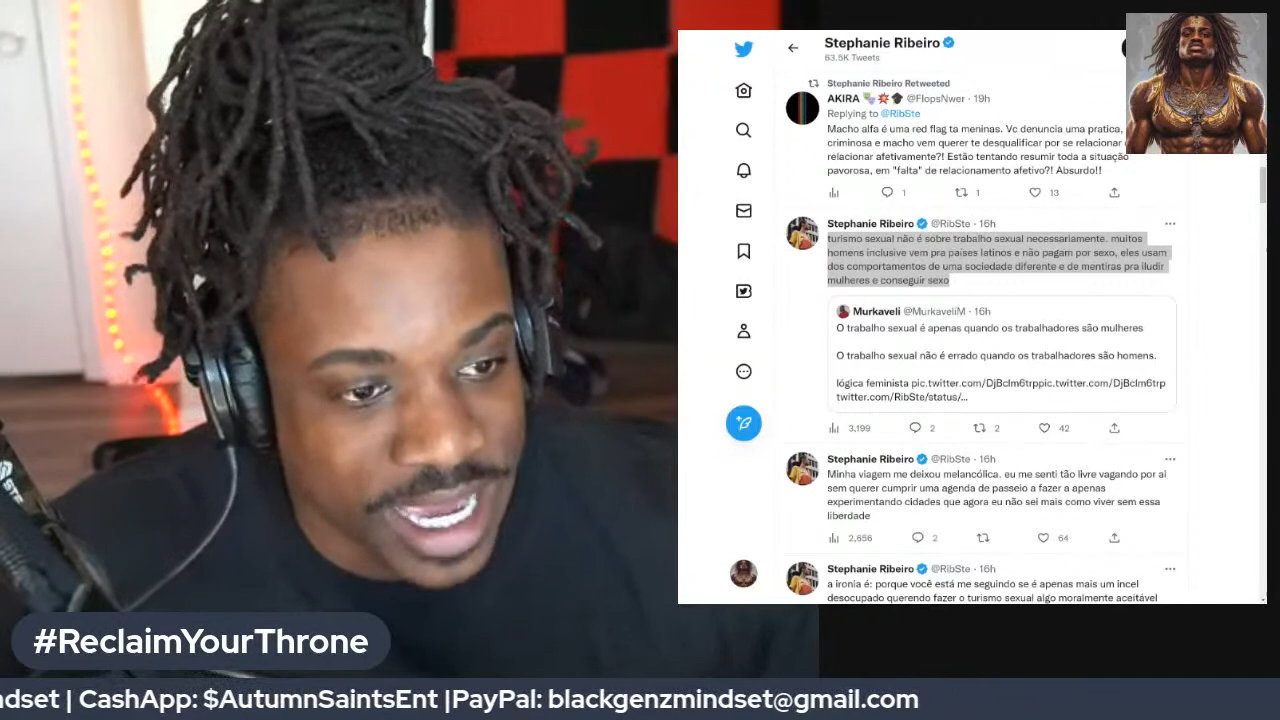 Stephanie Ribeiro
63.5K Tweets
Stephanie Ribeiro Retweeted
AKIRA @FlopsNwer · 19h
Replying to @RibSte
Macho alfa é uma red flag ta meninas. Vc denuncia uma pratica,
criminosa e macho vem querer te desqualificar por se relacionar
relacionar afetivamente?! Estão tentando resumir toda a situação
pavorosa, em "falta" de relacionamento afetivo?! Absurdo!!
1 1 13
Stephanie Ribeiro @RibSte · 16h
turismo sexual não é sobre trabalho sexual necessariamente. muitos
homens inclusive vem pra países latinos e não pagam por sexo, eles usam
dos comportamentos de uma sociedade diferente e de mentiras pra iludir
mulheres e conseguir sexo
Murkaveli @MurkaveliM · 16h
O trabalho sexual é apenas quando os trabalhadores são mulheres
O trabalho sexual não é errado quando os trabalhadores são homens.
lógica feminista pic.twitter.com/DjBclm6trppic.twitter.com/DjBclm6trp
twitter.com/RibSte/status/...
3,199 2 2 42
Stephanie Ribeiro @RibSte · 16h
Minha viagem me deixou melancólica. eu me senti tão livre vagando por aí
sem querer cumprir uma agenda de passeio a fazer a apenas
experimentando cidades que agora eu não sei mais como viver sem essa
liberdade
2,656 2 64
Stephanie Ribeiro @RibSte · 16h
a ironia é: porque você está me seguindo se é apenas mais um incel
desocupado querendo fazer o turismo sexual algo moralmente aceitável
#ReclaimYourThrone
ndset | CashApp: $AutumnSaintsEnt |PayPal: blackgenzmindset@gmail.com